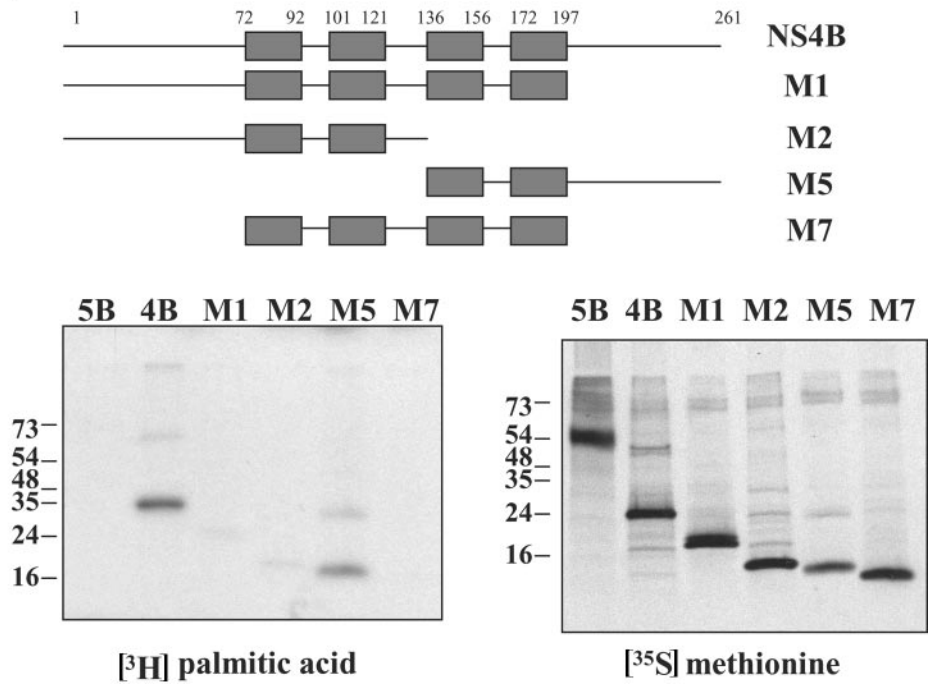 1 72 92 101 121 136 156 172 197 261
NS4B
M1
M2
M5
M7
5B 4B M1 M2 M5 M7
73
54
48
35
24
16
[³H] palmitic acid
5B 4B M1 M2 M5 M7
73
54
48
35
24
16
[³⁵S] methionine